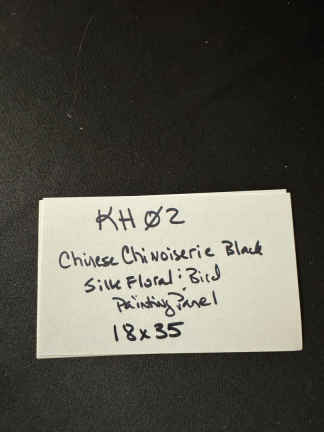 KH Ø2
Chinese Chinoiserie Black
Silk Floral & Bird
Painting Panel
18x35